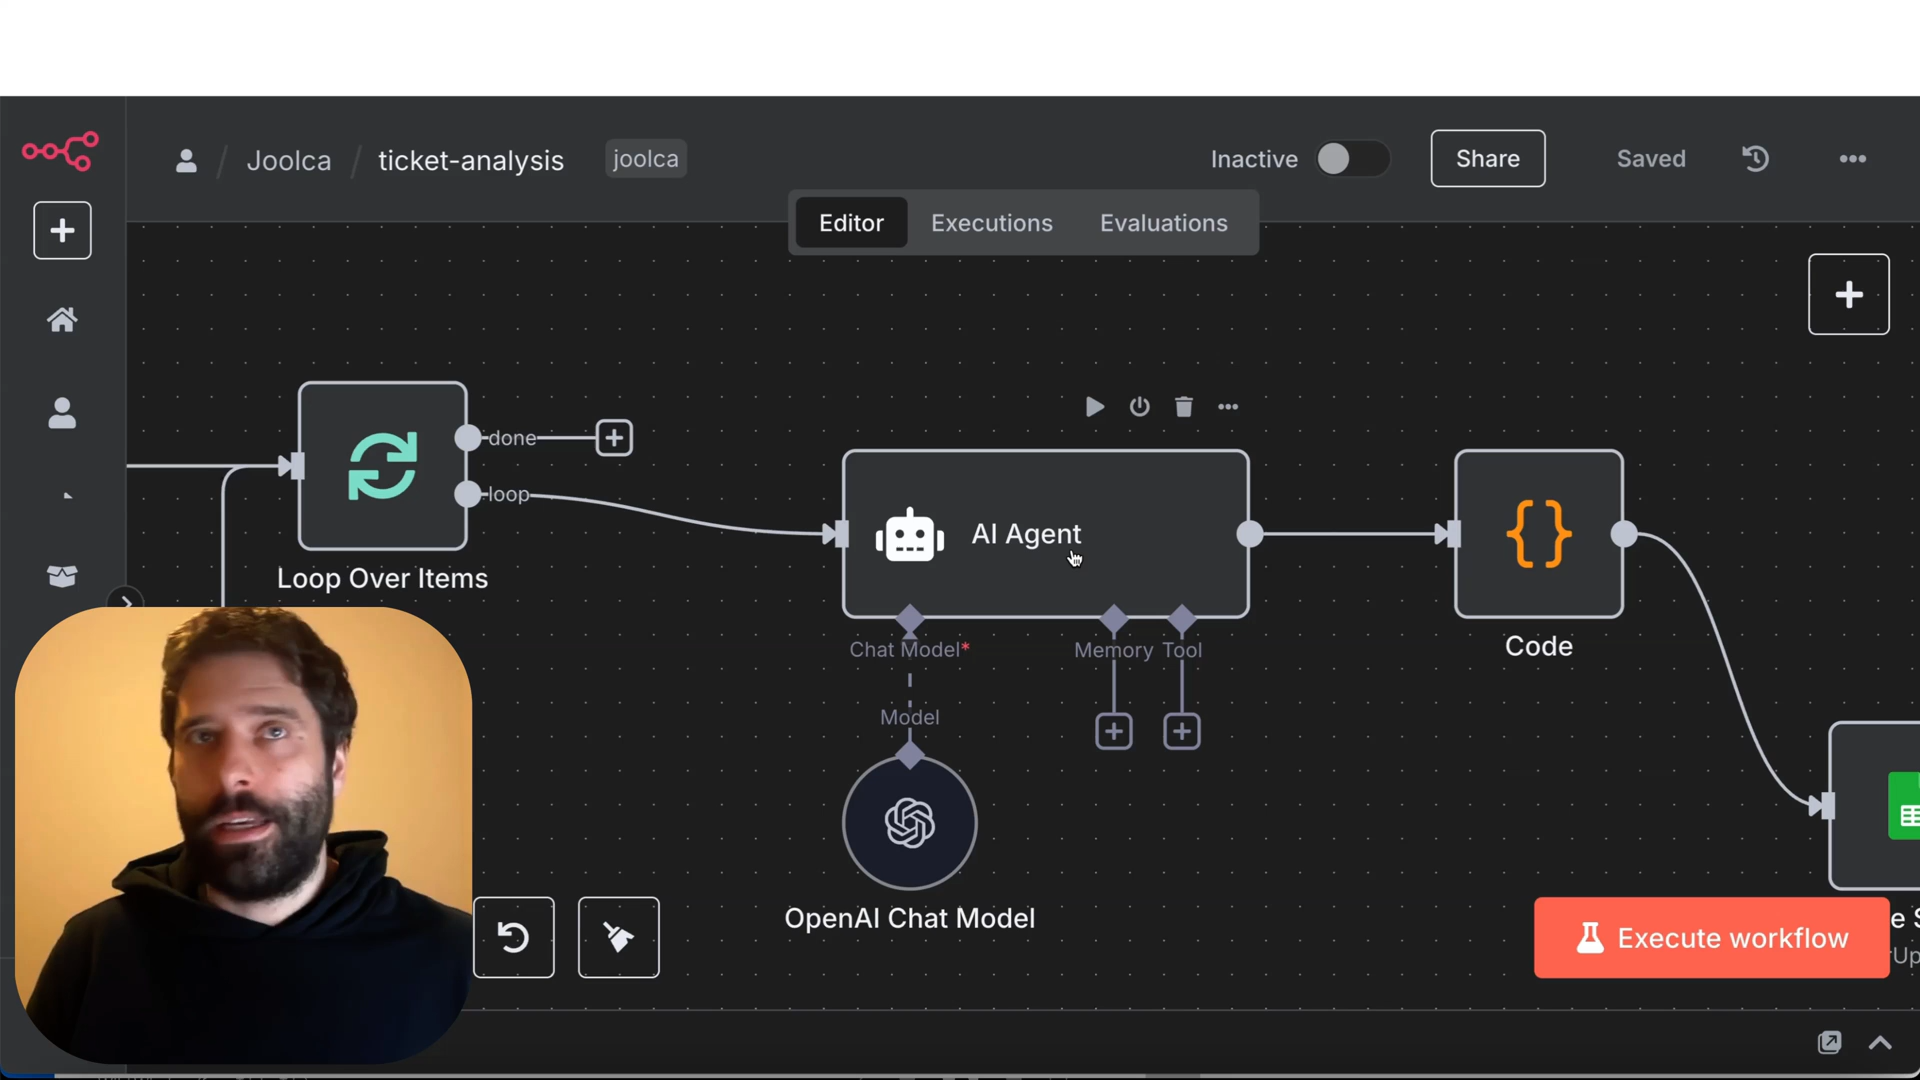 Joolca / ticket-analysis joolca
Inactive Share Saved
Editor Executions Evaluations
done
loop
Loop Over Items
AI Agent
Chat Model*
Memory Tool
Model
Code
OpenAI Chat Model
Execute workflow